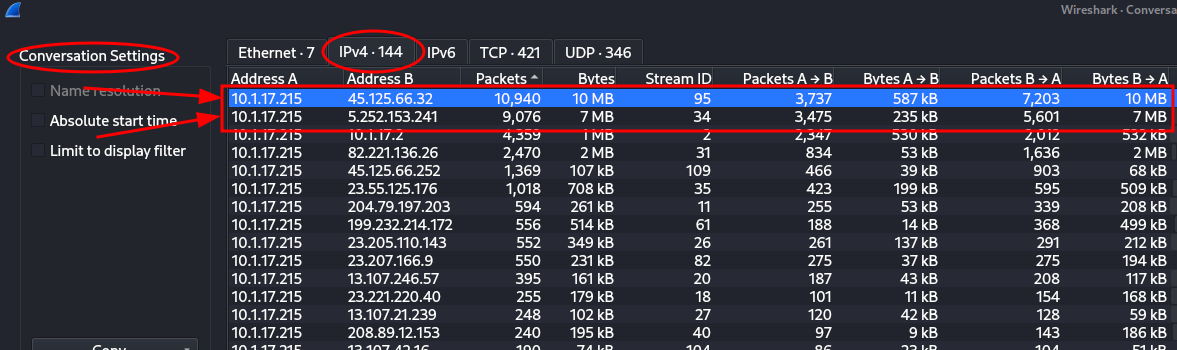 Wireshark · Conversa
Conversation Settings
Ethernet · 7 IPv4 · 144 IPv6 TCP · 421 UDP · 346
Name resolution
Absolute start time
Limit to display filter
Address A Address B Packets Bytes Stream ID Packets A → B Bytes A → B Packets B → A Bytes B → A
10.1.17.215 45.125.66.32 10,940 10 MB 95 3,737 587 kB 7,203 10 MB
10.1.17.215 5.252.153.241 9,076 7 MB 34 3,475 235 kB 5,601 7 MB
10.1.17.215 10.1.17.2 4,359 1 MB 2 2,347 530 kB 2,012 532 kB
10.1.17.215 82.221.136.26 2,470 2 MB 31 834 53 kB 1,636 2 MB
10.1.17.215 45.125.66.252 1,369 107 kB 109 466 39 kB 903 68 kB
10.1.17.215 23.55.125.176 1,018 708 kB 35 423 199 kB 595 509 kB
10.1.17.215 204.79.197.203 594 261 kB 11 255 53 kB 339 208 kB
10.1.17.215 199.232.214.172 556 514 kB 61 188 14 kB 368 499 kB
10.1.17.215 23.205.110.143 552 349 kB 26 261 137 kB 291 212 kB
10.1.17.215 23.207.166.9 550 231 kB 82 275 37 kB 275 194 kB
10.1.17.215 13.107.246.57 395 161 kB 20 187 43 kB 208 117 kB
10.1.17.215 23.221.220.40 255 179 kB 18 101 11 kB 154 168 kB
10.1.17.215 13.107.21.239 248 102 kB 27 120 42 kB 128 59 kB
10.1.17.215 208.89.12.153 240 195 kB 40 97 9 kB 143 186 kB
Copy